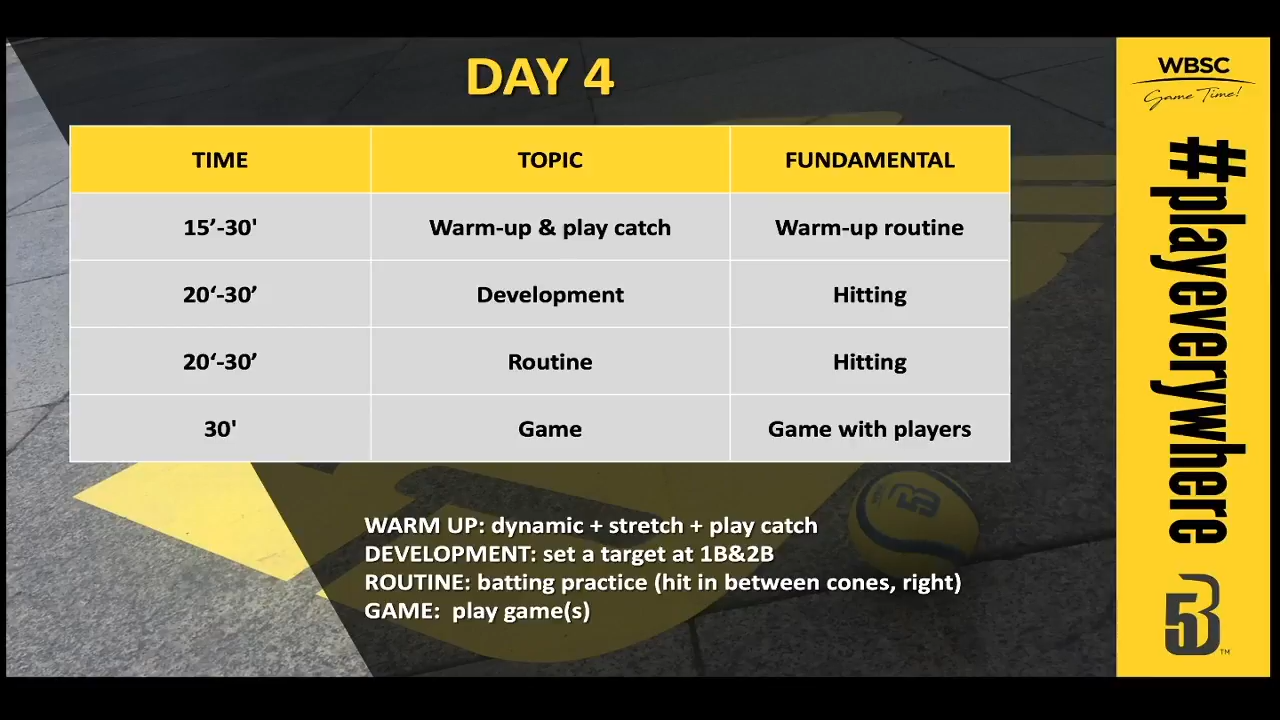 DAY 4
TIME TOPIC FUNDAMENTAL
15’-30' Warm-up & play catch Warm-up routine
20‘-30’ Development Hitting
20‘-30’ Routine Hitting
30' Game Game with players
WARM UP: dynamic + stretch + play catch
DEVELOPMENT: set a target at 1B&2B
ROUTINE: batting practice (hit in between cones, right)
GAME: play game(s)
WBSC
Game Time!
#playeverywhere
5B™
B5